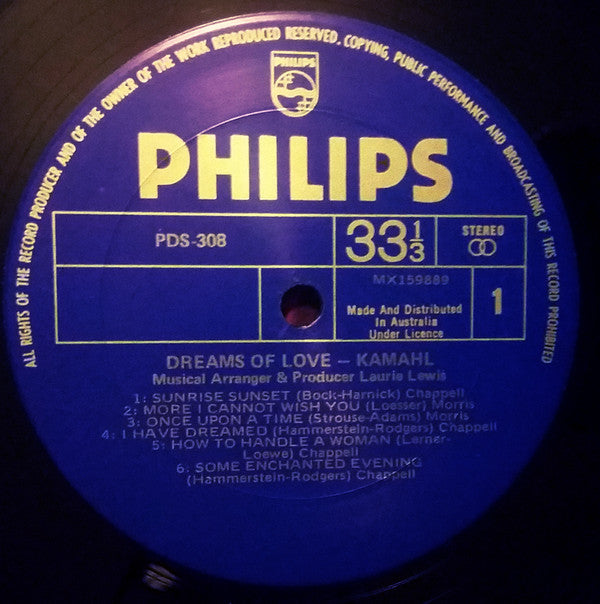 ALL RIGHTS OF THE RECORD PRODUCER AND OF THE OWNER OF THE WORK REPRODUCED RESERVED. COPYING, PUBLIC PERFORMANCE AND BROADCASTING OF THIS RECORD PROHIBITED
PHILIPS
PHILIPS
PDS-308
33 1/3
STEREO
MX159889
Made And Distributed
In Australia
Under Licence
1
DREAMS OF LOVE – KAMAHL
Musical Arranger & Producer Laurie Lewis
1: SUNRISE SUNSET (Bock-Harnick) Chappell
2: MORE I CANNOT WISH YOU (Loesser) Morris
3: ONCE UPON A TIME (Strouse-Adams) Morris
4: I HAVE DREAMED (Hammerstein-Rodgers) Chappell
5: HOW TO HANDLE A WOMAN (Lerner-
Loewe) Chappell
6. SOME ENCHANTED EVENING
(Hammerstein-Rodgers) Chappell